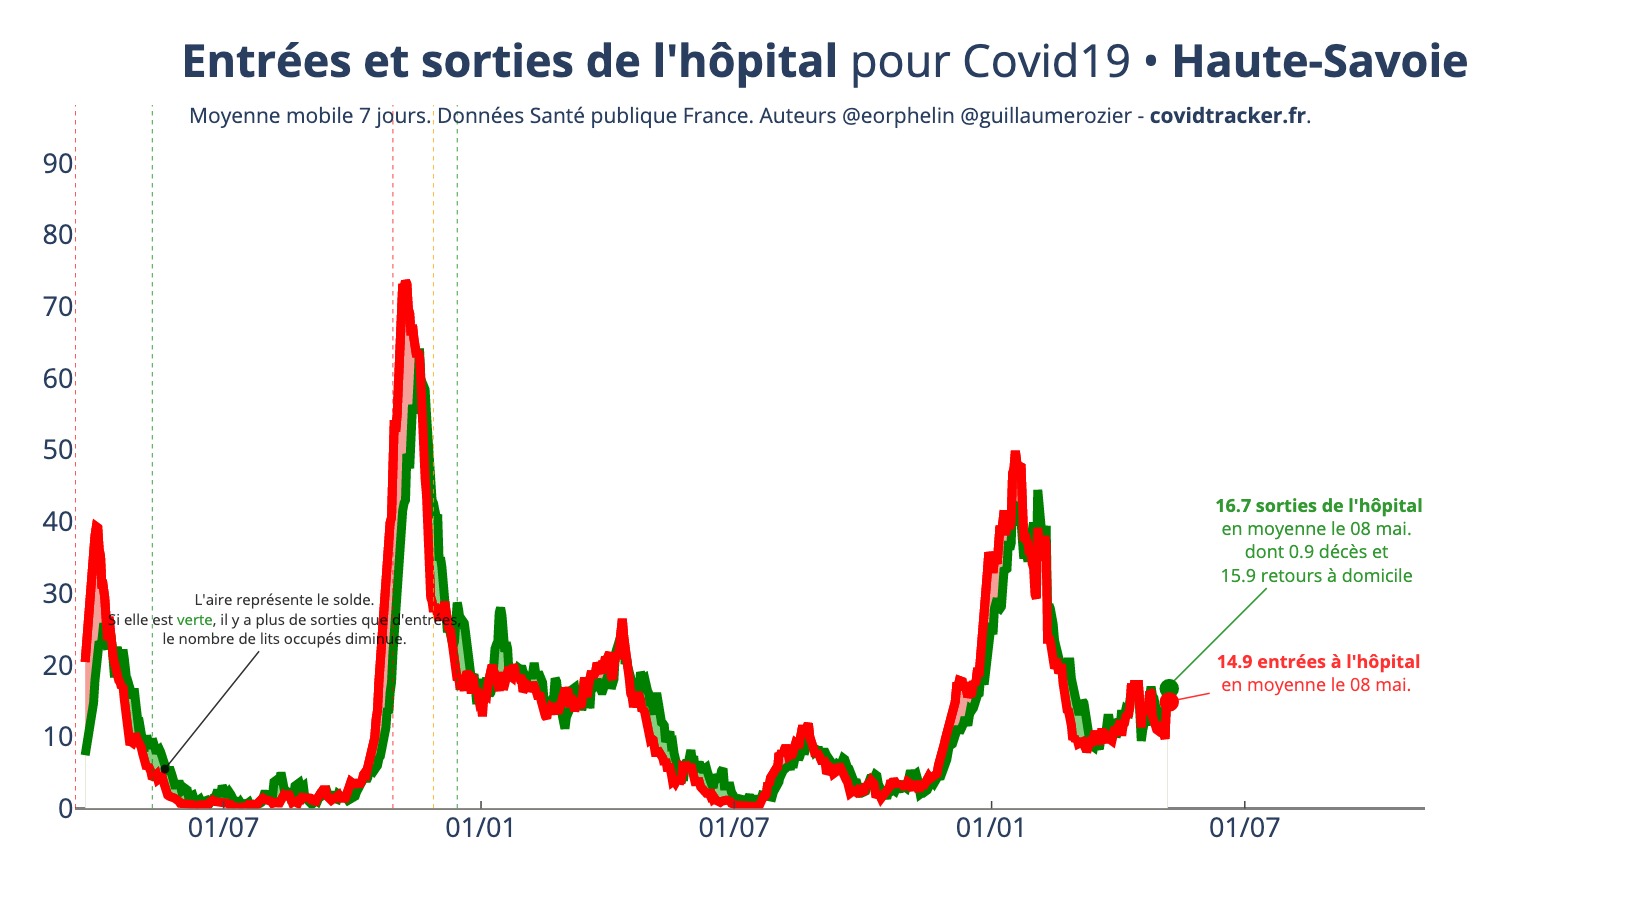 Entrées et sorties de l'hôpital pour Covid19 • Haute-Savoie
Moyenne mobile 7 jours. Données Santé publique France. Auteurs @eorphelin @guillaumerozier - covidtracker.fr.
90
80
70
60
50
40
30
20
10
0
L'aire représente le solde.
Si elle est verte, il y a plus de sorties que d'entrées,
le nombre de lits occupés diminue.
16.7 sorties de l'hôpital
en moyenne le 08 mai.
dont 0.9 décès et
15.9 retours à domicile
14.9 entrées à l'hôpital
en moyenne le 08 mai.
01/07
01/01
01/07
01/01
01/07